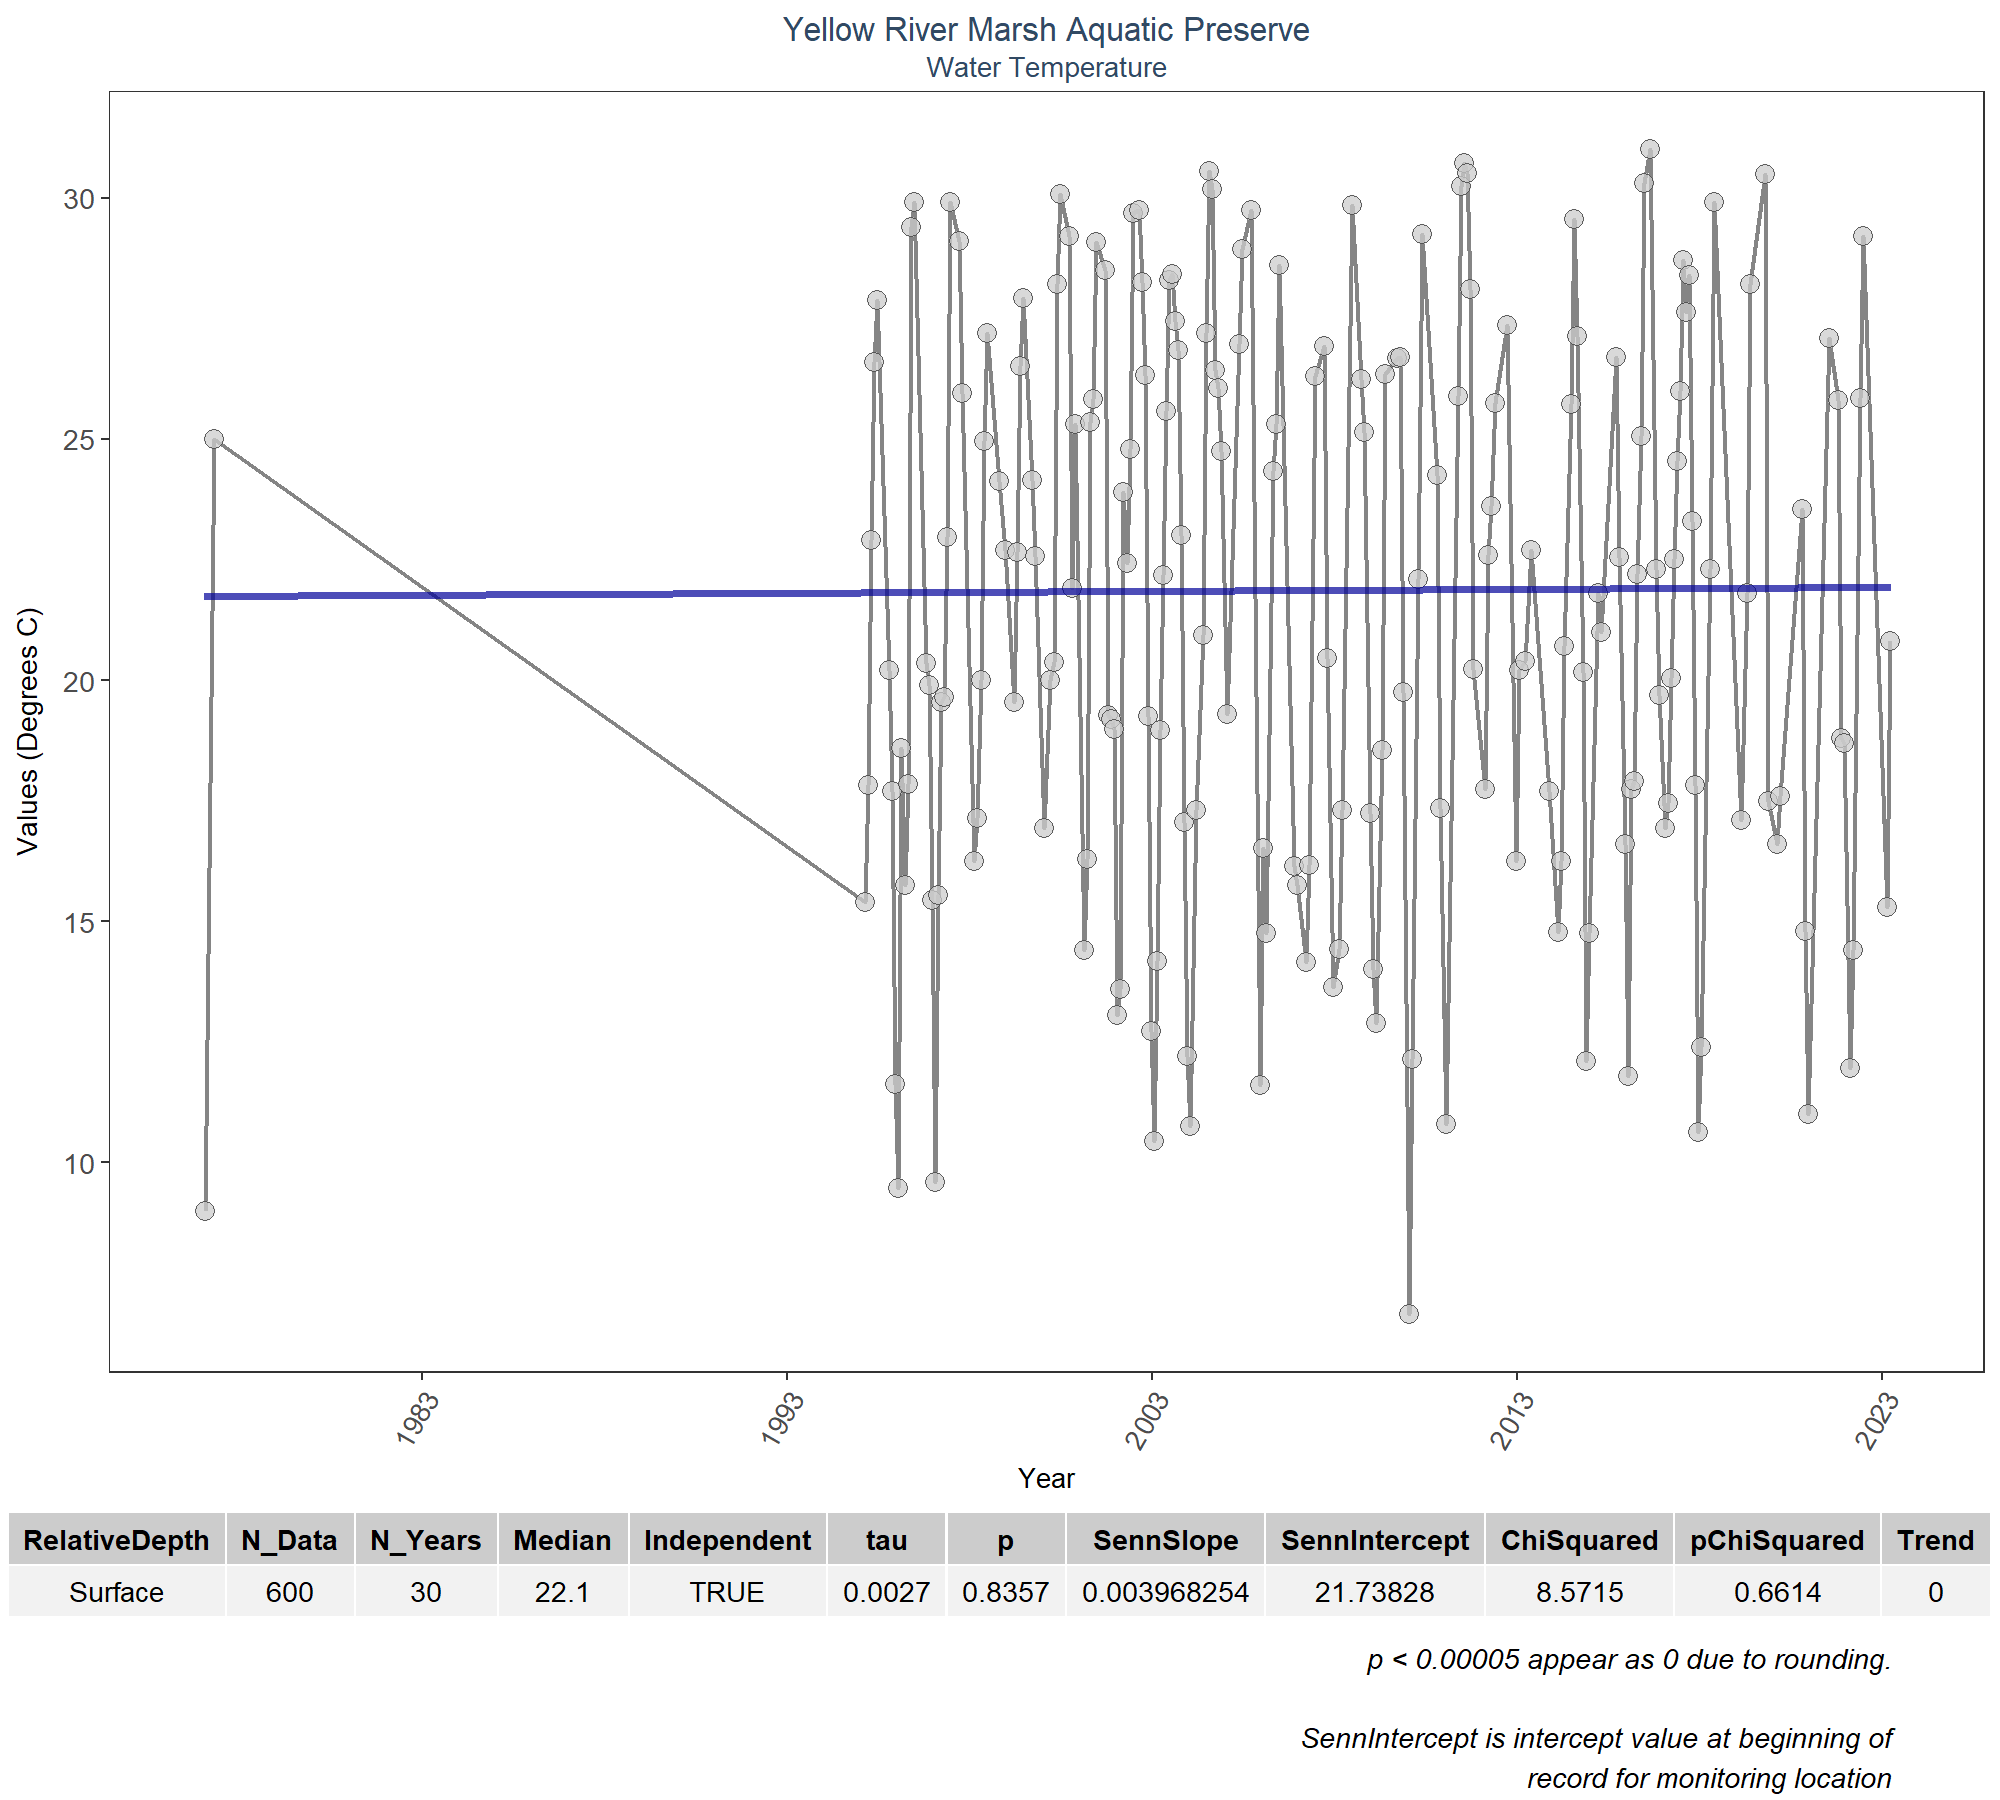 Yellow River Marsh Aquatic Preserve
Water Temperature
Values (Degrees C)
30
25
20
15
10
1983
1993
2003
2013
2023
Year
RelativeDepth N_Data N_Years Median Independent tau p SennSlope SennIntercept ChiSquared pChiSquared Trend
Surface 600 30 22.1 TRUE 0.0027 0.8357 0.003968254 21.73828 8.5715 0.6614 0
p < 0.00005 appear as 0 due to rounding.
SennIntercept is intercept value at beginning of
record for monitoring location